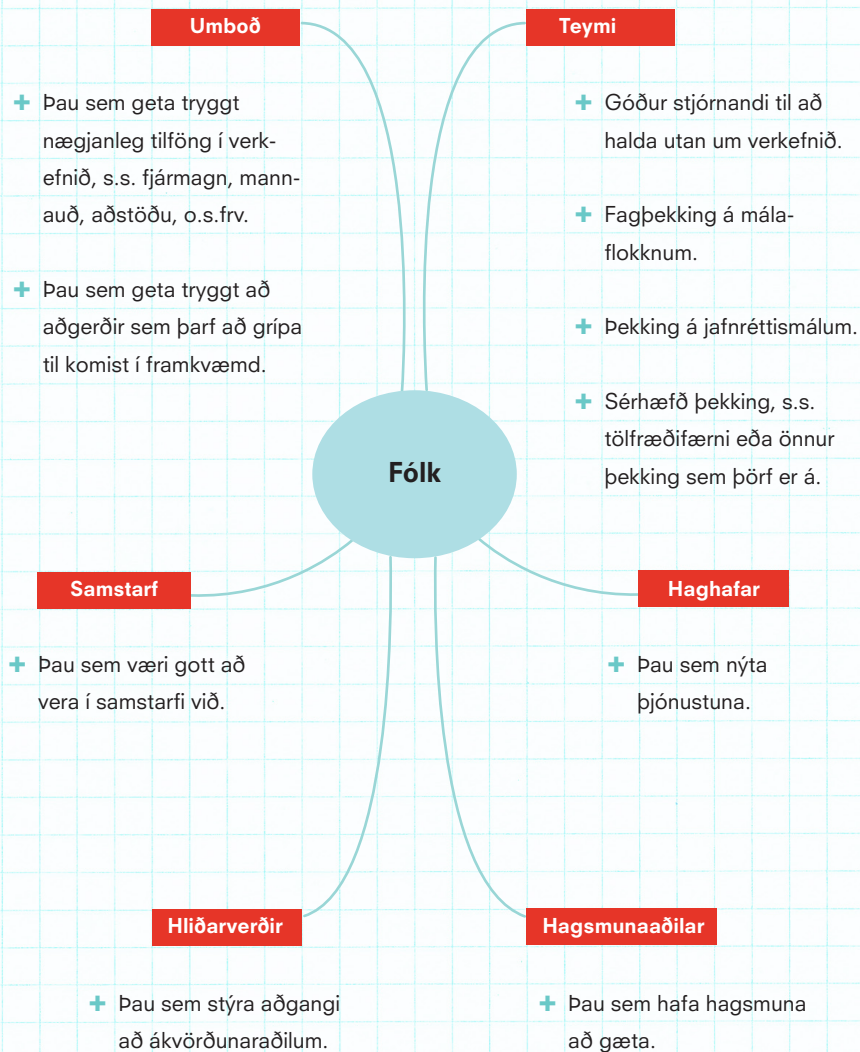 Umboð
+ Þau sem geta tryggt
nægjanleg tilföng í verk-
efnið, s.s. fjármagn, mann-
auð, aðstöðu, o.s.frv.
+ Þau sem geta tryggt að
aðgerðir sem þarf að grípa
til komist í framkvæmd.
Teymi
+ Góður stjórnandi til að
halda utan um verkefnið.
+ Fagþekking á mála-
flokknum.
+ Þekking á jafnréttismálum.
+ Sérhæfð þekking, s.s.
tölfræðifærni eða önnur
þekking sem þörf er á.
Fólk
Samstarf
+ Þau sem væri gott að
vera í samstarfi við.
Haghafar
+ Þau sem nýta
þjónustuna.
Hliðarverðir
+ Þau sem stýra aðgangi
að ákvörðunaraðilum.
Hagsmunaaðilar
+ Þau sem hafa hagsmuna
að gæta.